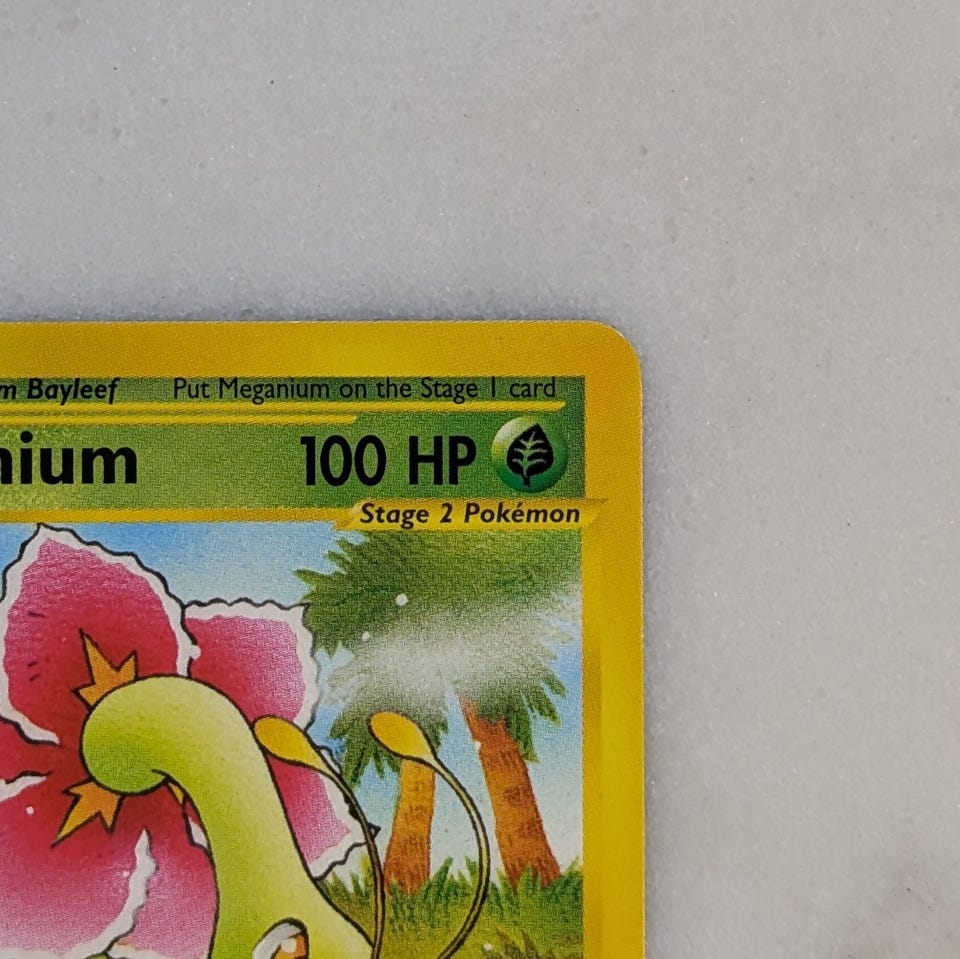 m Bayleef Put Meganium on the Stage 1 card
nium 100 HP
Stage 2 Pokémon